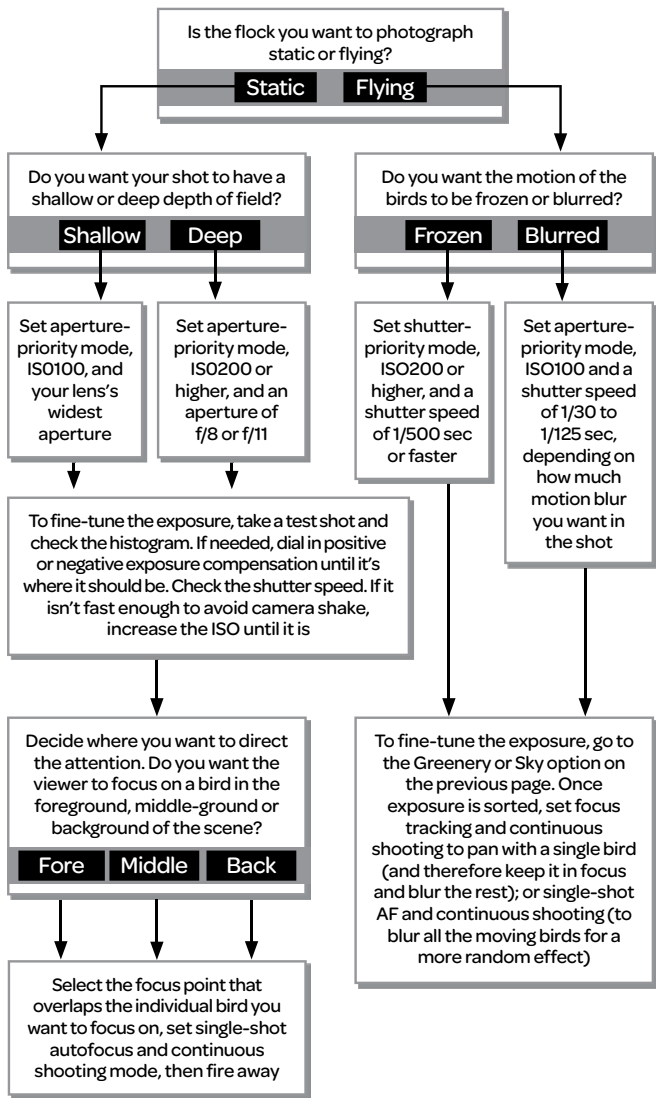 Is the flock you want to photograph
static or flying?
Static
Flying
Do you want your shot to have a
shallow or deep depth of field?
Shallow
Deep
Do you want the motion of the
birds to be frozen or blurred?
Frozen
Blurred
Set aperture-
priority mode,
ISO100, and
your lens's
widest
aperture
Set aperture-
priority mode,
ISO200 or
higher, and an
aperture of
f/8 or f/11
Set shutter-
priority mode,
ISO200 or
higher, and a
shutter speed
of 1/500 sec
or faster
Set aperture-
priority mode,
ISO100 and a
shutter speed
of 1/30 to
1/125 sec,
depending on
how much
motion blur
you want in
the shot
To fine-tune the exposure, take a test shot and
check the histogram. If needed, dial in positive
or negative exposure compensation until it's
where it should be. Check the shutter speed. If it
isn't fast enough to avoid camera shake,
increase the ISO until it is
Decide where you want to direct
the attention. Do you want the
viewer to focus on a bird in the
foreground, middle-ground or
background of the scene?
Fore
Middle
Back
Select the focus point that
overlaps the individual bird you
want to focus on, set single-shot
autofocus and continuous
shooting mode, then fire away
To fine-tune the exposure, go to
the Greenery or Sky option on
the previous page. Once
exposure is sorted, set focus
tracking and continuous
shooting to pan with a single bird
(and therefore keep it in focus
and blur the rest); or single-shot
AF and continuous shooting (to
blur all the moving birds for a
more random effect)